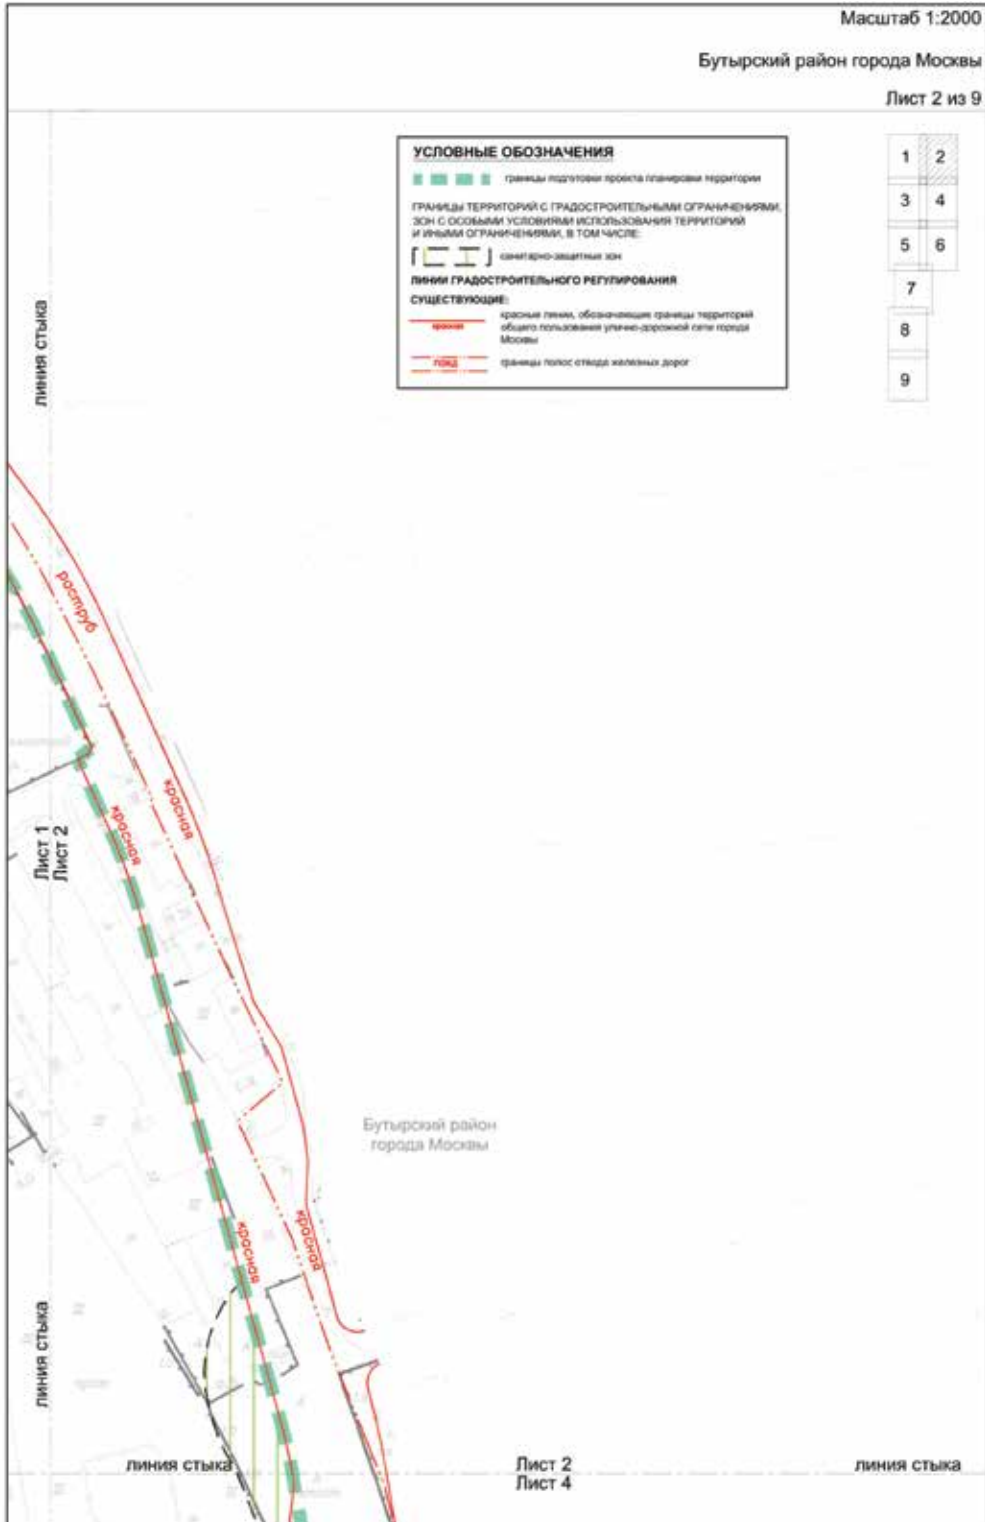 Масштаб 1:2000
Бутырский район города Москвы
Лист 2 из 9
УСЛОВНЫЕ ОБОЗНАЧЕНИЯ
границы подготовки проекта планировки территории
ГРАНИЦЫ ТЕРРИТОРИЙ С ГРАДОСТРОИТЕЛЬНЫМИ ОГРАНИЧЕНИЯМИ,
ЗОН С ОСОБЫМИ УСЛОВИЯМИ ИСПОЛЬЗОВАНИЯ ТЕРРИТОРИЙ
И ИНЫМИ ОГРАНИЧЕНИЯМИ, В ТОМ ЧИСЛЕ:
санитарно-защитных зон
ЛИНИИ ГРАДОСТРОИТЕЛЬНОГО РЕГУЛИРОВАНИЯ
СУЩЕСТВУЮЩИЕ:
красная
красные линии, обозначающие границы территорий
общего пользования улично-дорожной сети города
Москвы
границы полос отвода железных дорог
1 2
3 4
5 6
7
8
9
линия стыка
раструб
красная
красная
Лист 1
Лист 2
Бутырский район
города Москвы
красная
красная
линия стыка
линия стыка
Лист 2
Лист 4
линия стыка